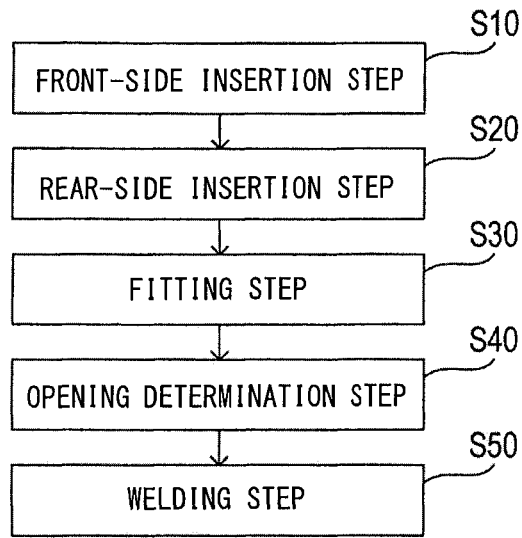 S10
FRONT-SIDE INSERTION STEP
S20
REAR-SIDE INSERTION STEP
S30
FITTING STEP
S40
OPENING DETERMINATION STEP
S50
WELDING STEP